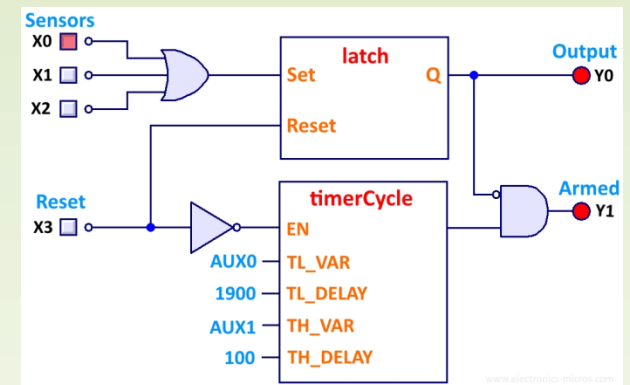 Sensors
X0
X1
X2
latch
Set
Q
Reset
Output
Y0
Reset
X3
timerCycle
EN
AUX0
TL_VAR
1900
TL_DELAY
AUX1
TH_VAR
100
TH_DELAY
Armed
Y1
www.electronics-micros.com